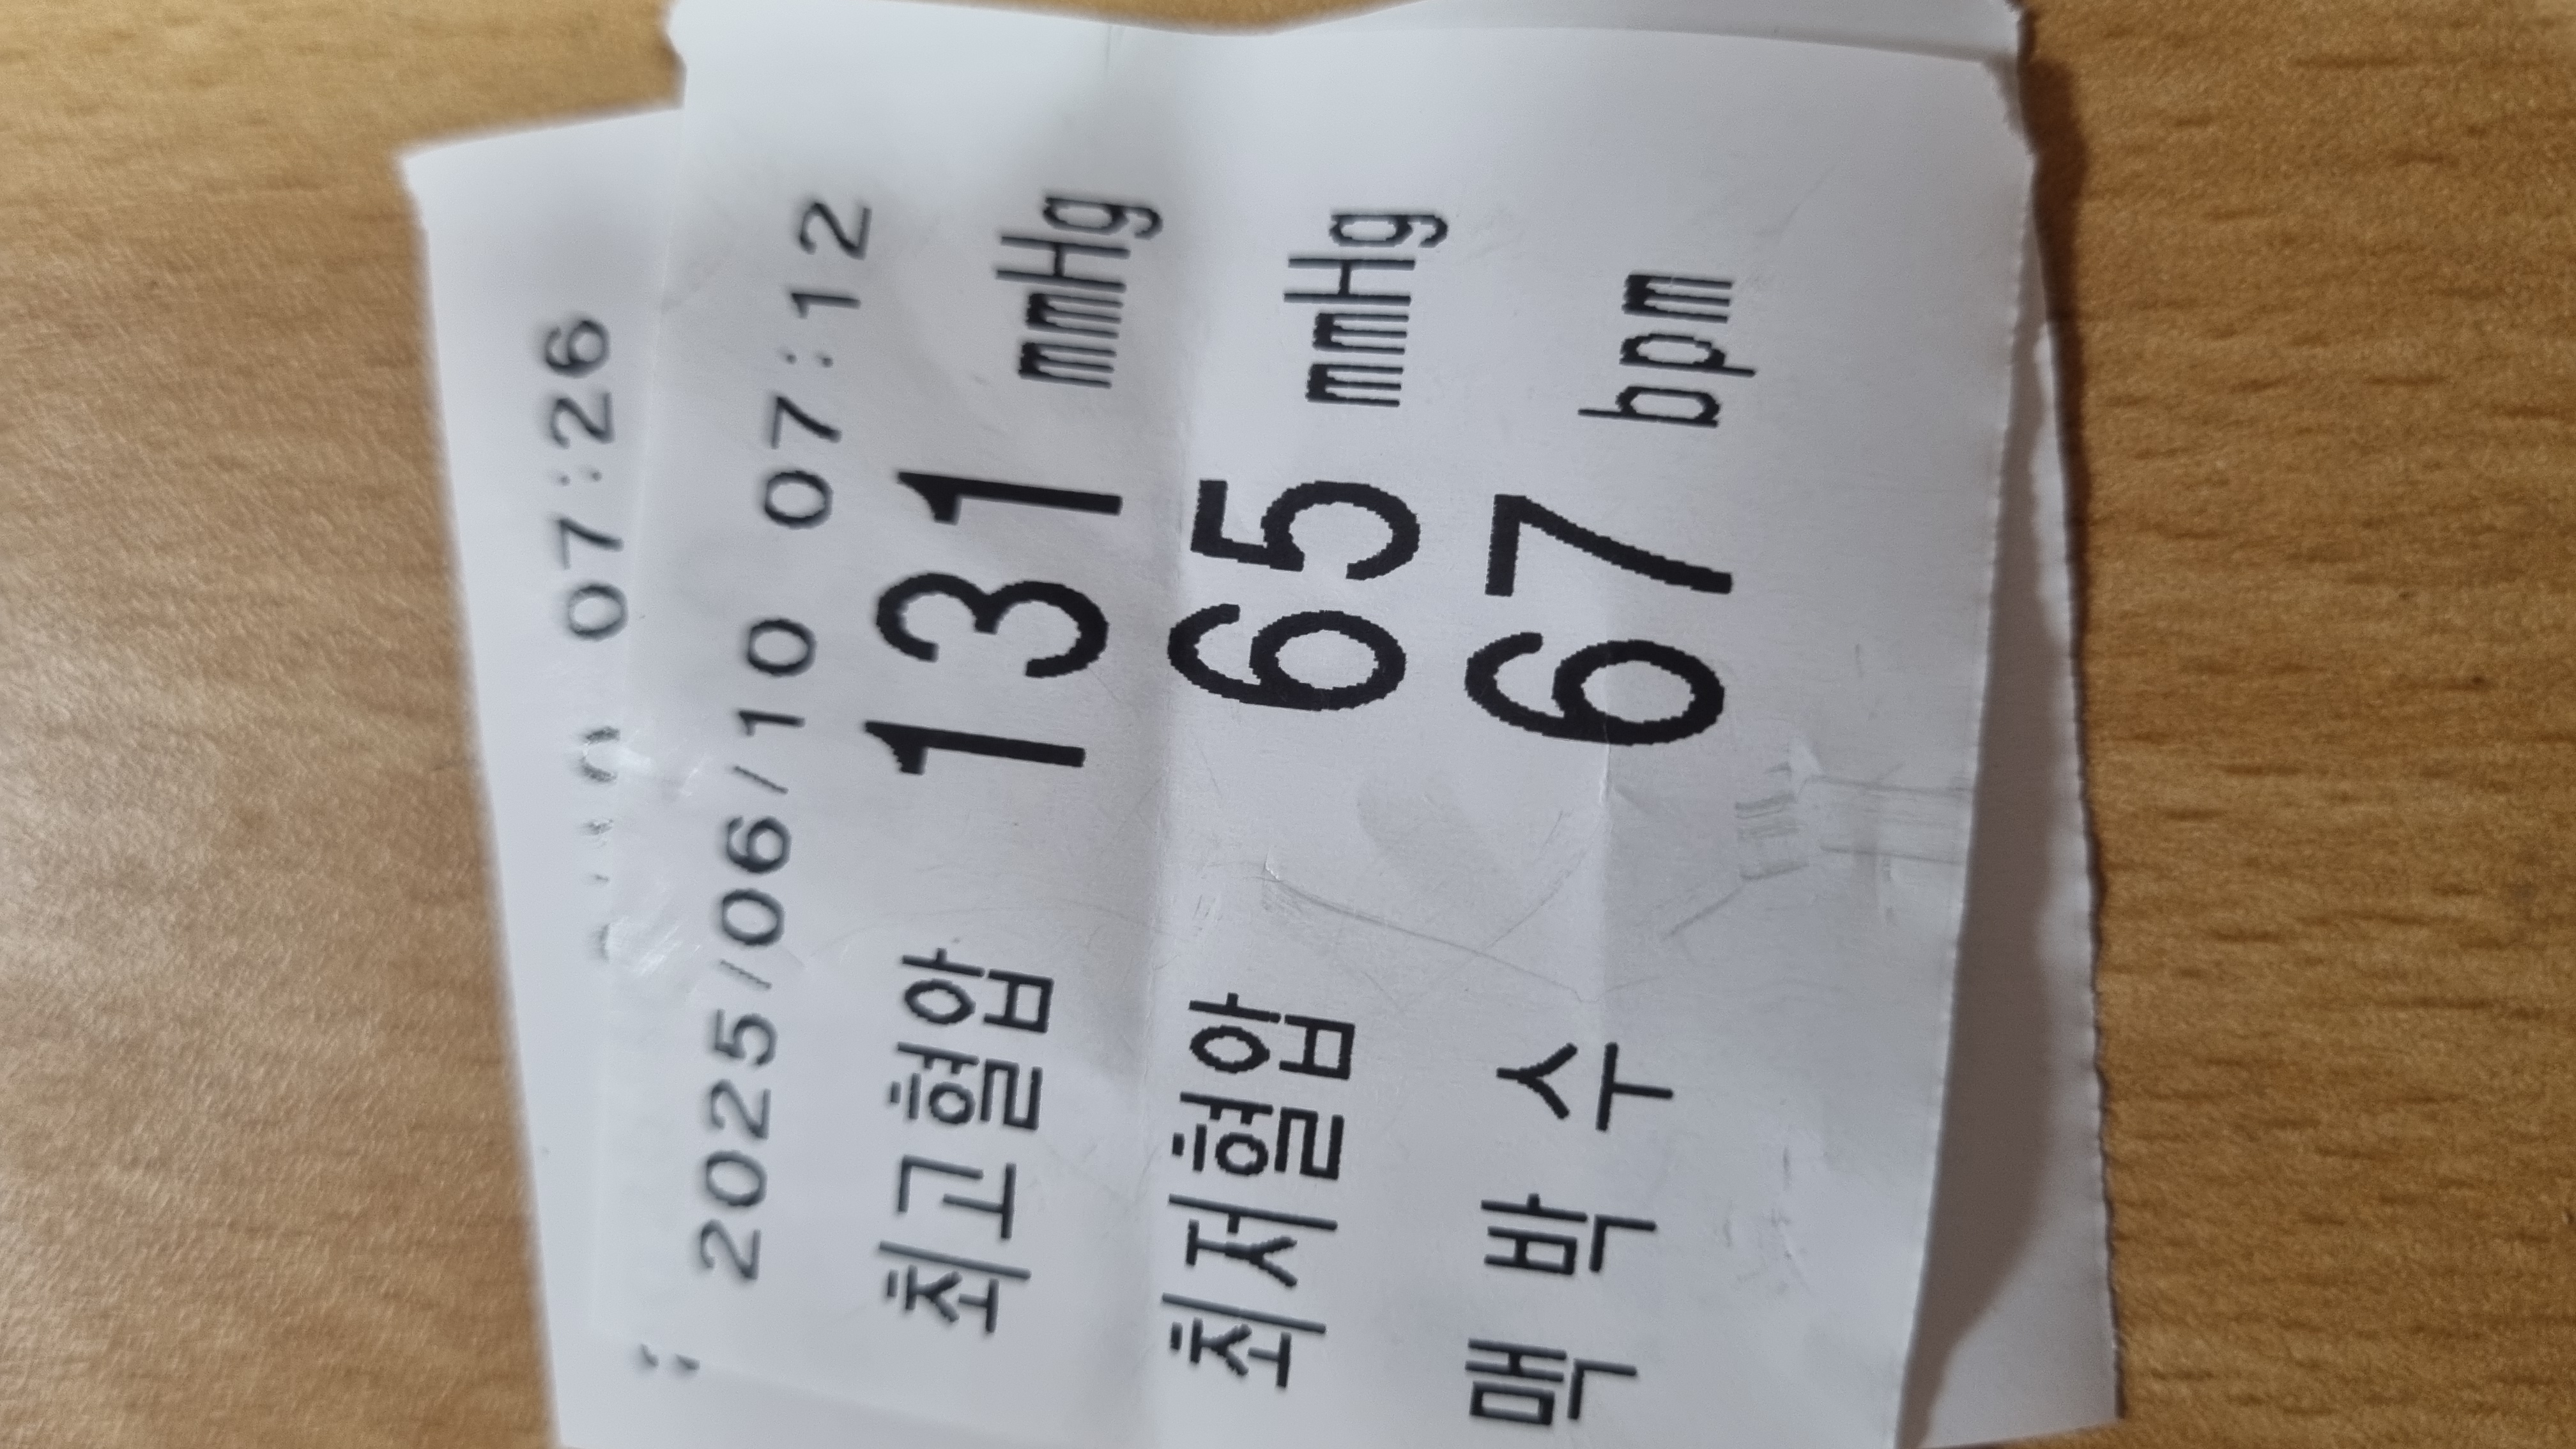 07:26
2025/06/10 07:12
최고혈압 131 mmHg
최저혈압 65 mmHg
맥 박 수 67 bpm